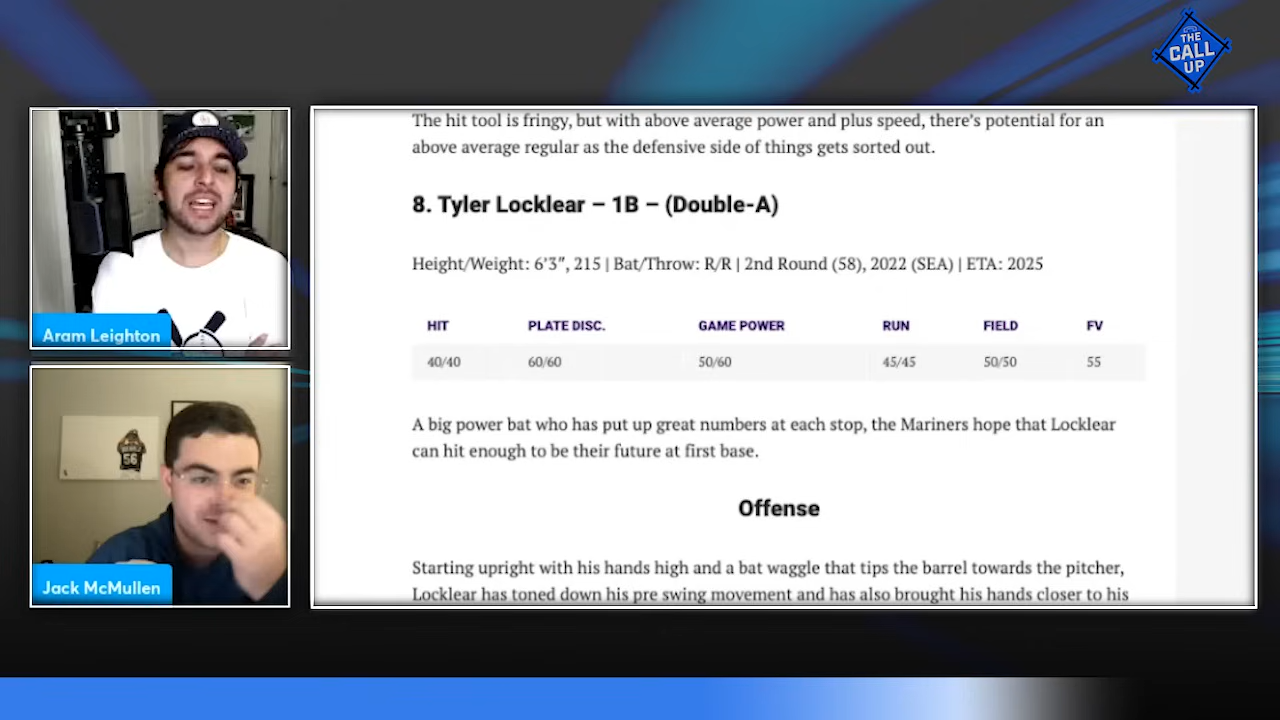 THE
CALL
UP
The hit tool is fringy, but with above average power and plus speed, there's potential for an
above average regular as the defensive side of things gets sorted out.
8. Tyler Locklear – 1B – (Double-A)
Height/Weight: 6'3″, 215 | Bat/Throw: R/R | 2nd Round (58), 2022 (SEA) | ETA: 2025
HIT PLATE DISC. GAME POWER RUN FIELD FV
40/40 60/60 50/60 45/45 50/50 55
A big power bat who has put up great numbers at each stop, the Mariners hope that Locklear
can hit enough to be their future at first base.
Offense
Starting upright with his hands high and a bat waggle that tips the barrel towards the pitcher,
Locklear has toned down his pre swing movement and has also brought his hands closer to his
Aram Leighton
56
Jack McMullen